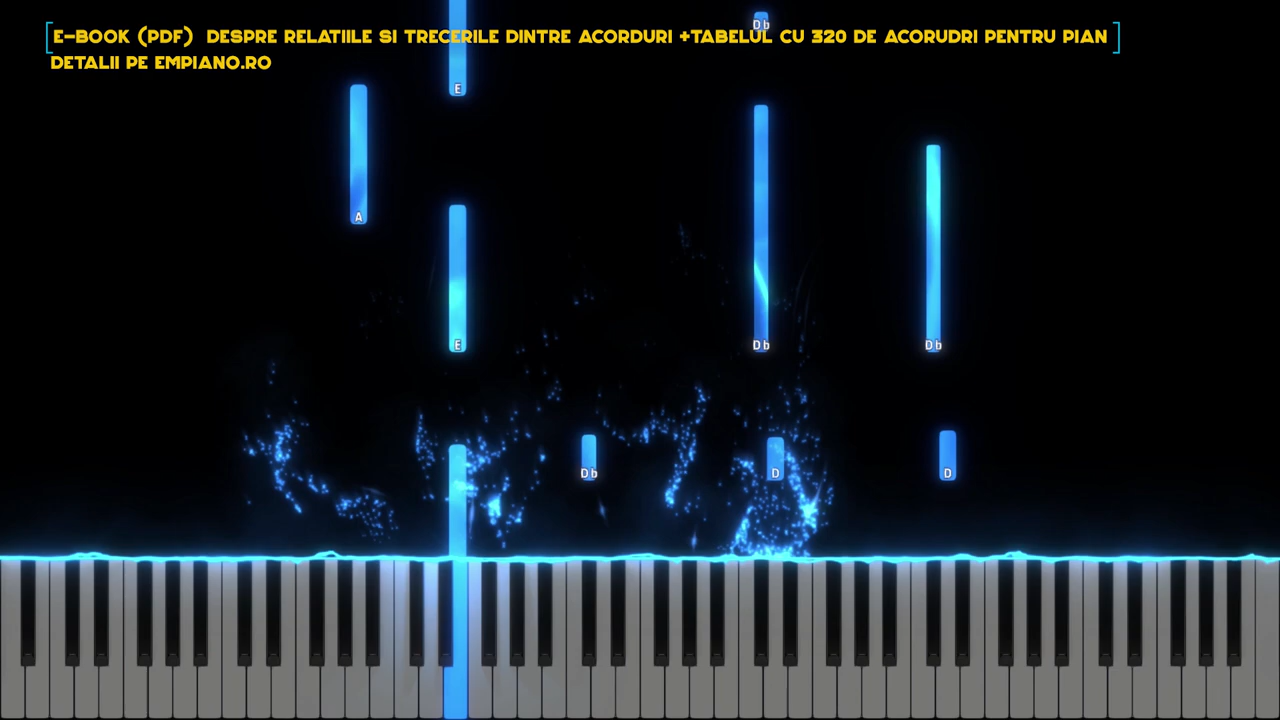 E-BOOK (PDF) DESPRE RELATIILE SI TRECERILE DINTRE ACORDURI +TABELUL CU 320 DE ACORUDRI PENTRU PIAN
DETALII PE EMPIANO.RO
Db
E
A
E
Db
Db
Db
D
D